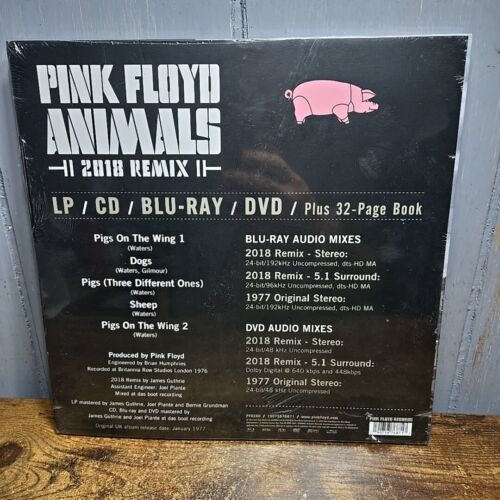 PINK FLOYD
ANIMALS
2018 REMIX
LP / CD / BLU-RAY / DVD / Plus 32-Page Book
Pigs On The Wing 1
(Waters)
Dogs
(Waters, Gilmour)
Pigs (Three Different Ones)
(Waters)
Sheep
(Waters)
Pigs On The Wing 2
(Waters)
Produced by Pink Floyd
Engineered by Brian Humphries
Recorded at Britannia Row Studios London 1976
2018 Remix by James Guthrie
Assistant Engineer: Joel Plante
Mixed at das boot recording
LP mastered by James Guthrie, Joel Plante and Bernie Grundman
CD, Blu-ray and DVD mastered by
James Guthrie and Joel Plante at das boot recording
Original UK album release date: January 1977
BLU-RAY AUDIO MIXES
2018 Remix - Stereo:
24-bit/192kHz Uncompressed, dts-HD MA
2018 Remix - 5.1 Surround:
24-bit/96kHz Uncompressed, dts-HD MA
1977 Original Stereo:
24-bit/192kHz Uncompressed, dts-HD MA
DVD AUDIO MIXES
2018 Remix - Stereo:
24-bit/48 kHz Uncompressed
2018 Remix - 5.1 Surround:
Dolby Digital @ 640 kbps and 448kbps
1977 Original Stereo:
24-bit/48 kHz Uncompressed
www.pinkfloyd.com
PINK FLOYD RECORDS